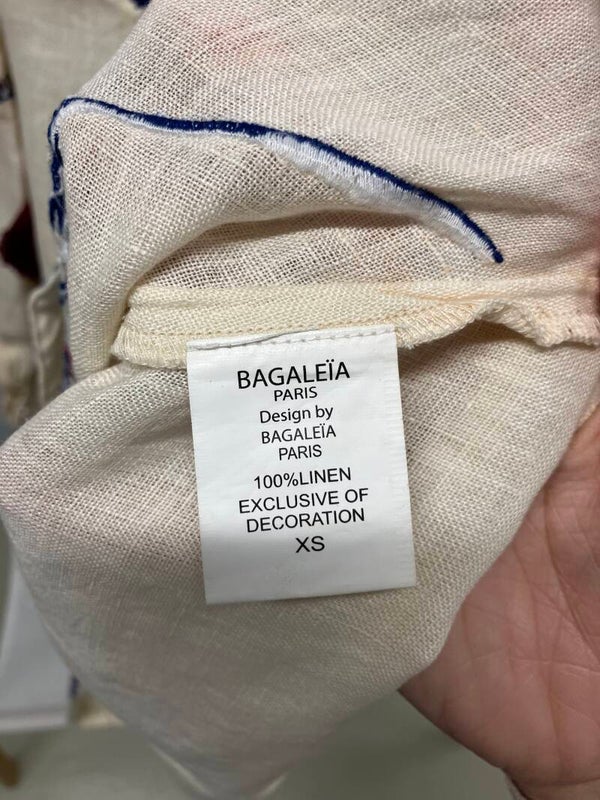 BAGALEÏA
PARIS
Design by
BAGALEÏA
PARIS
100%LINEN
EXCLUSIVE OF
DECORATION
XS